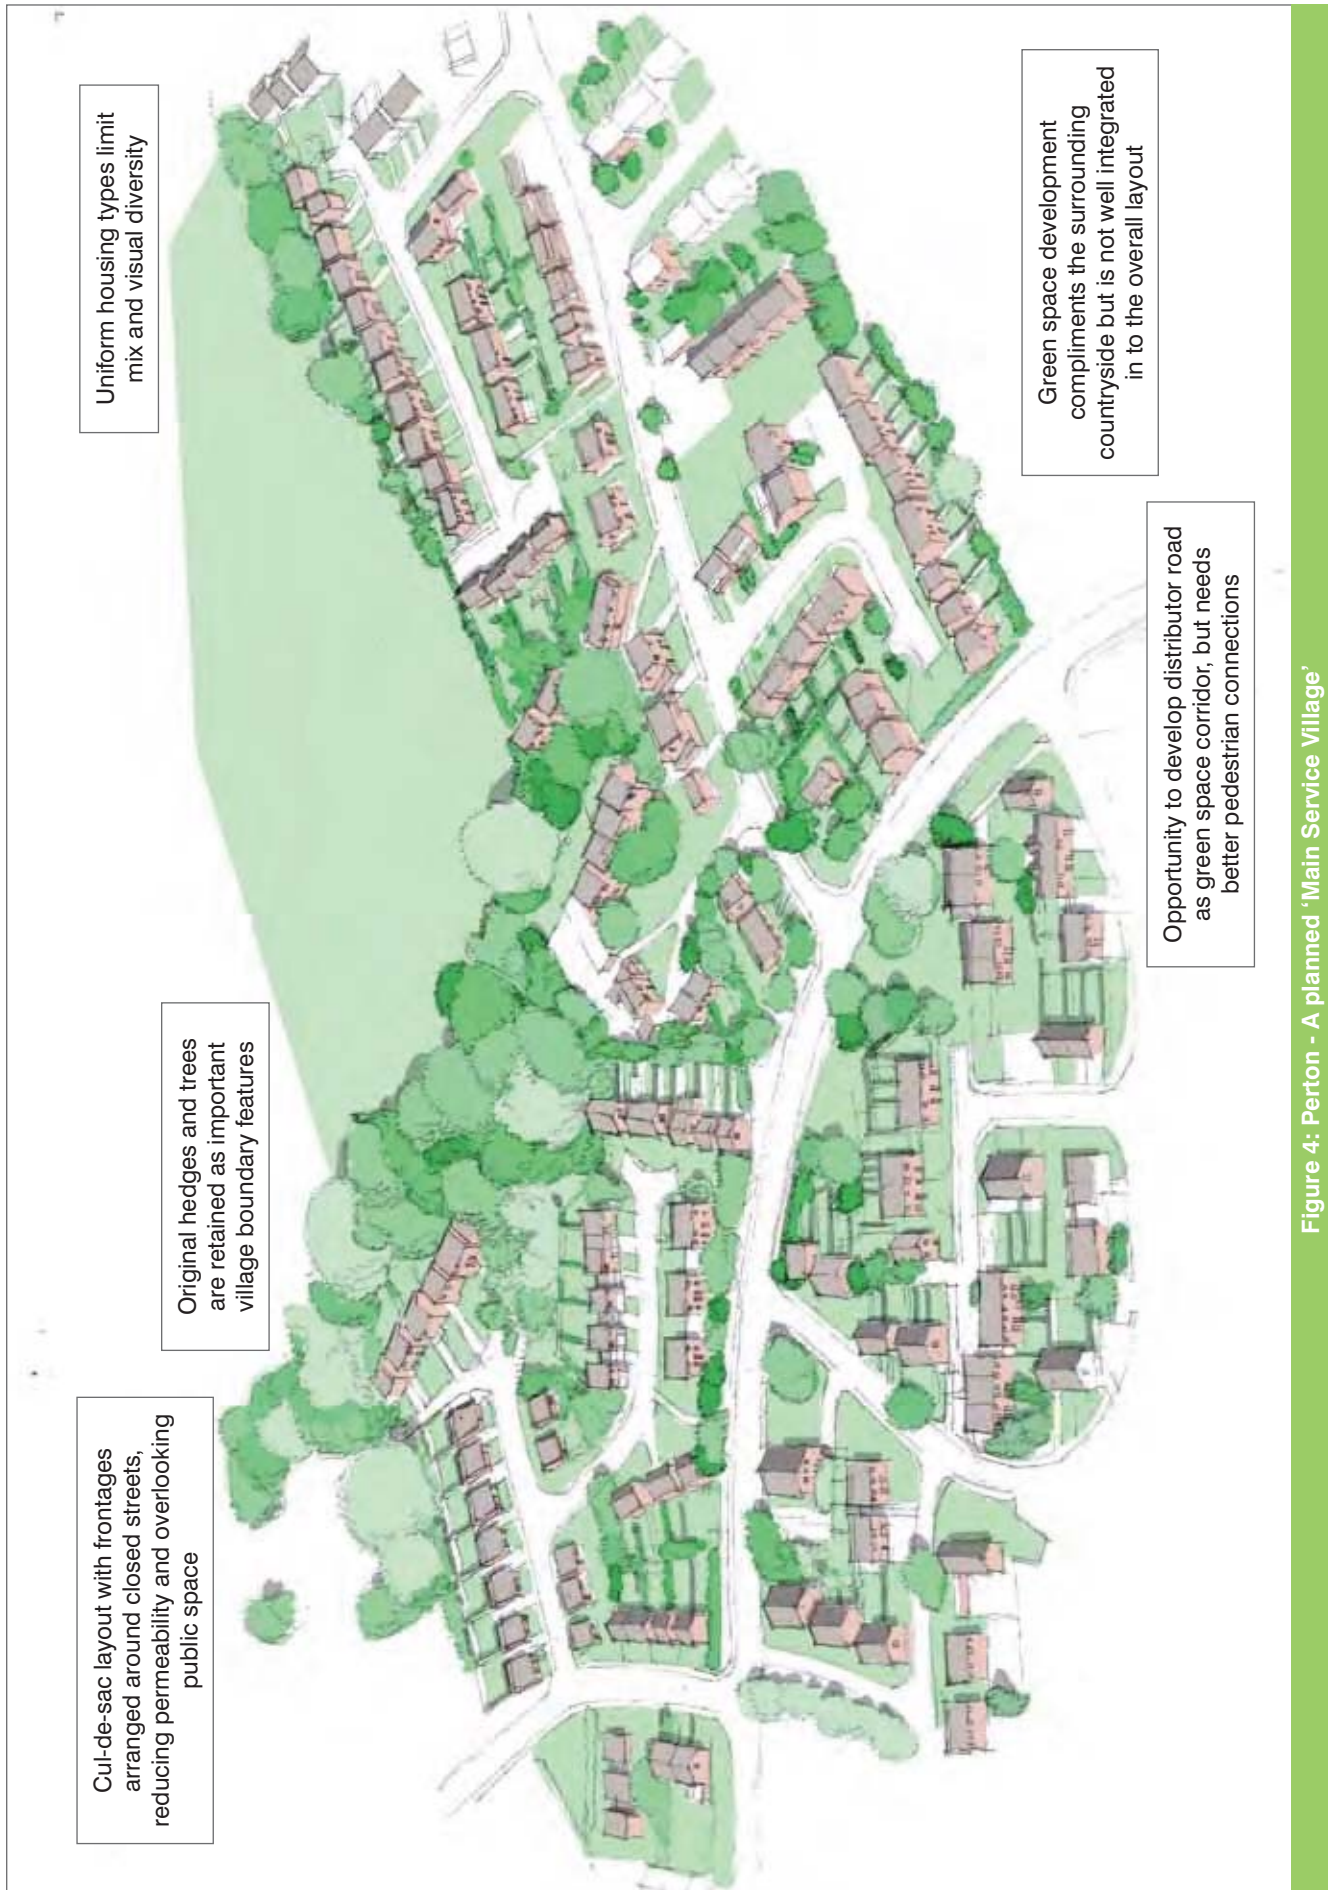 Cul-de-sac layout with frontages
arranged around closed streets,
reducing permeability and overlooking
public space
Original hedges and trees
are retained as important
village boundary features
Uniform housing types limit
mix and visual diversity
Opportunity to develop distributor road
as green space corridor, but needs
better pedestrian connections
Green space development
compliments the surrounding
countryside but is not well integrated
in to the overall layout
Figure 4: Perton - A planned ‘Main Service Village’